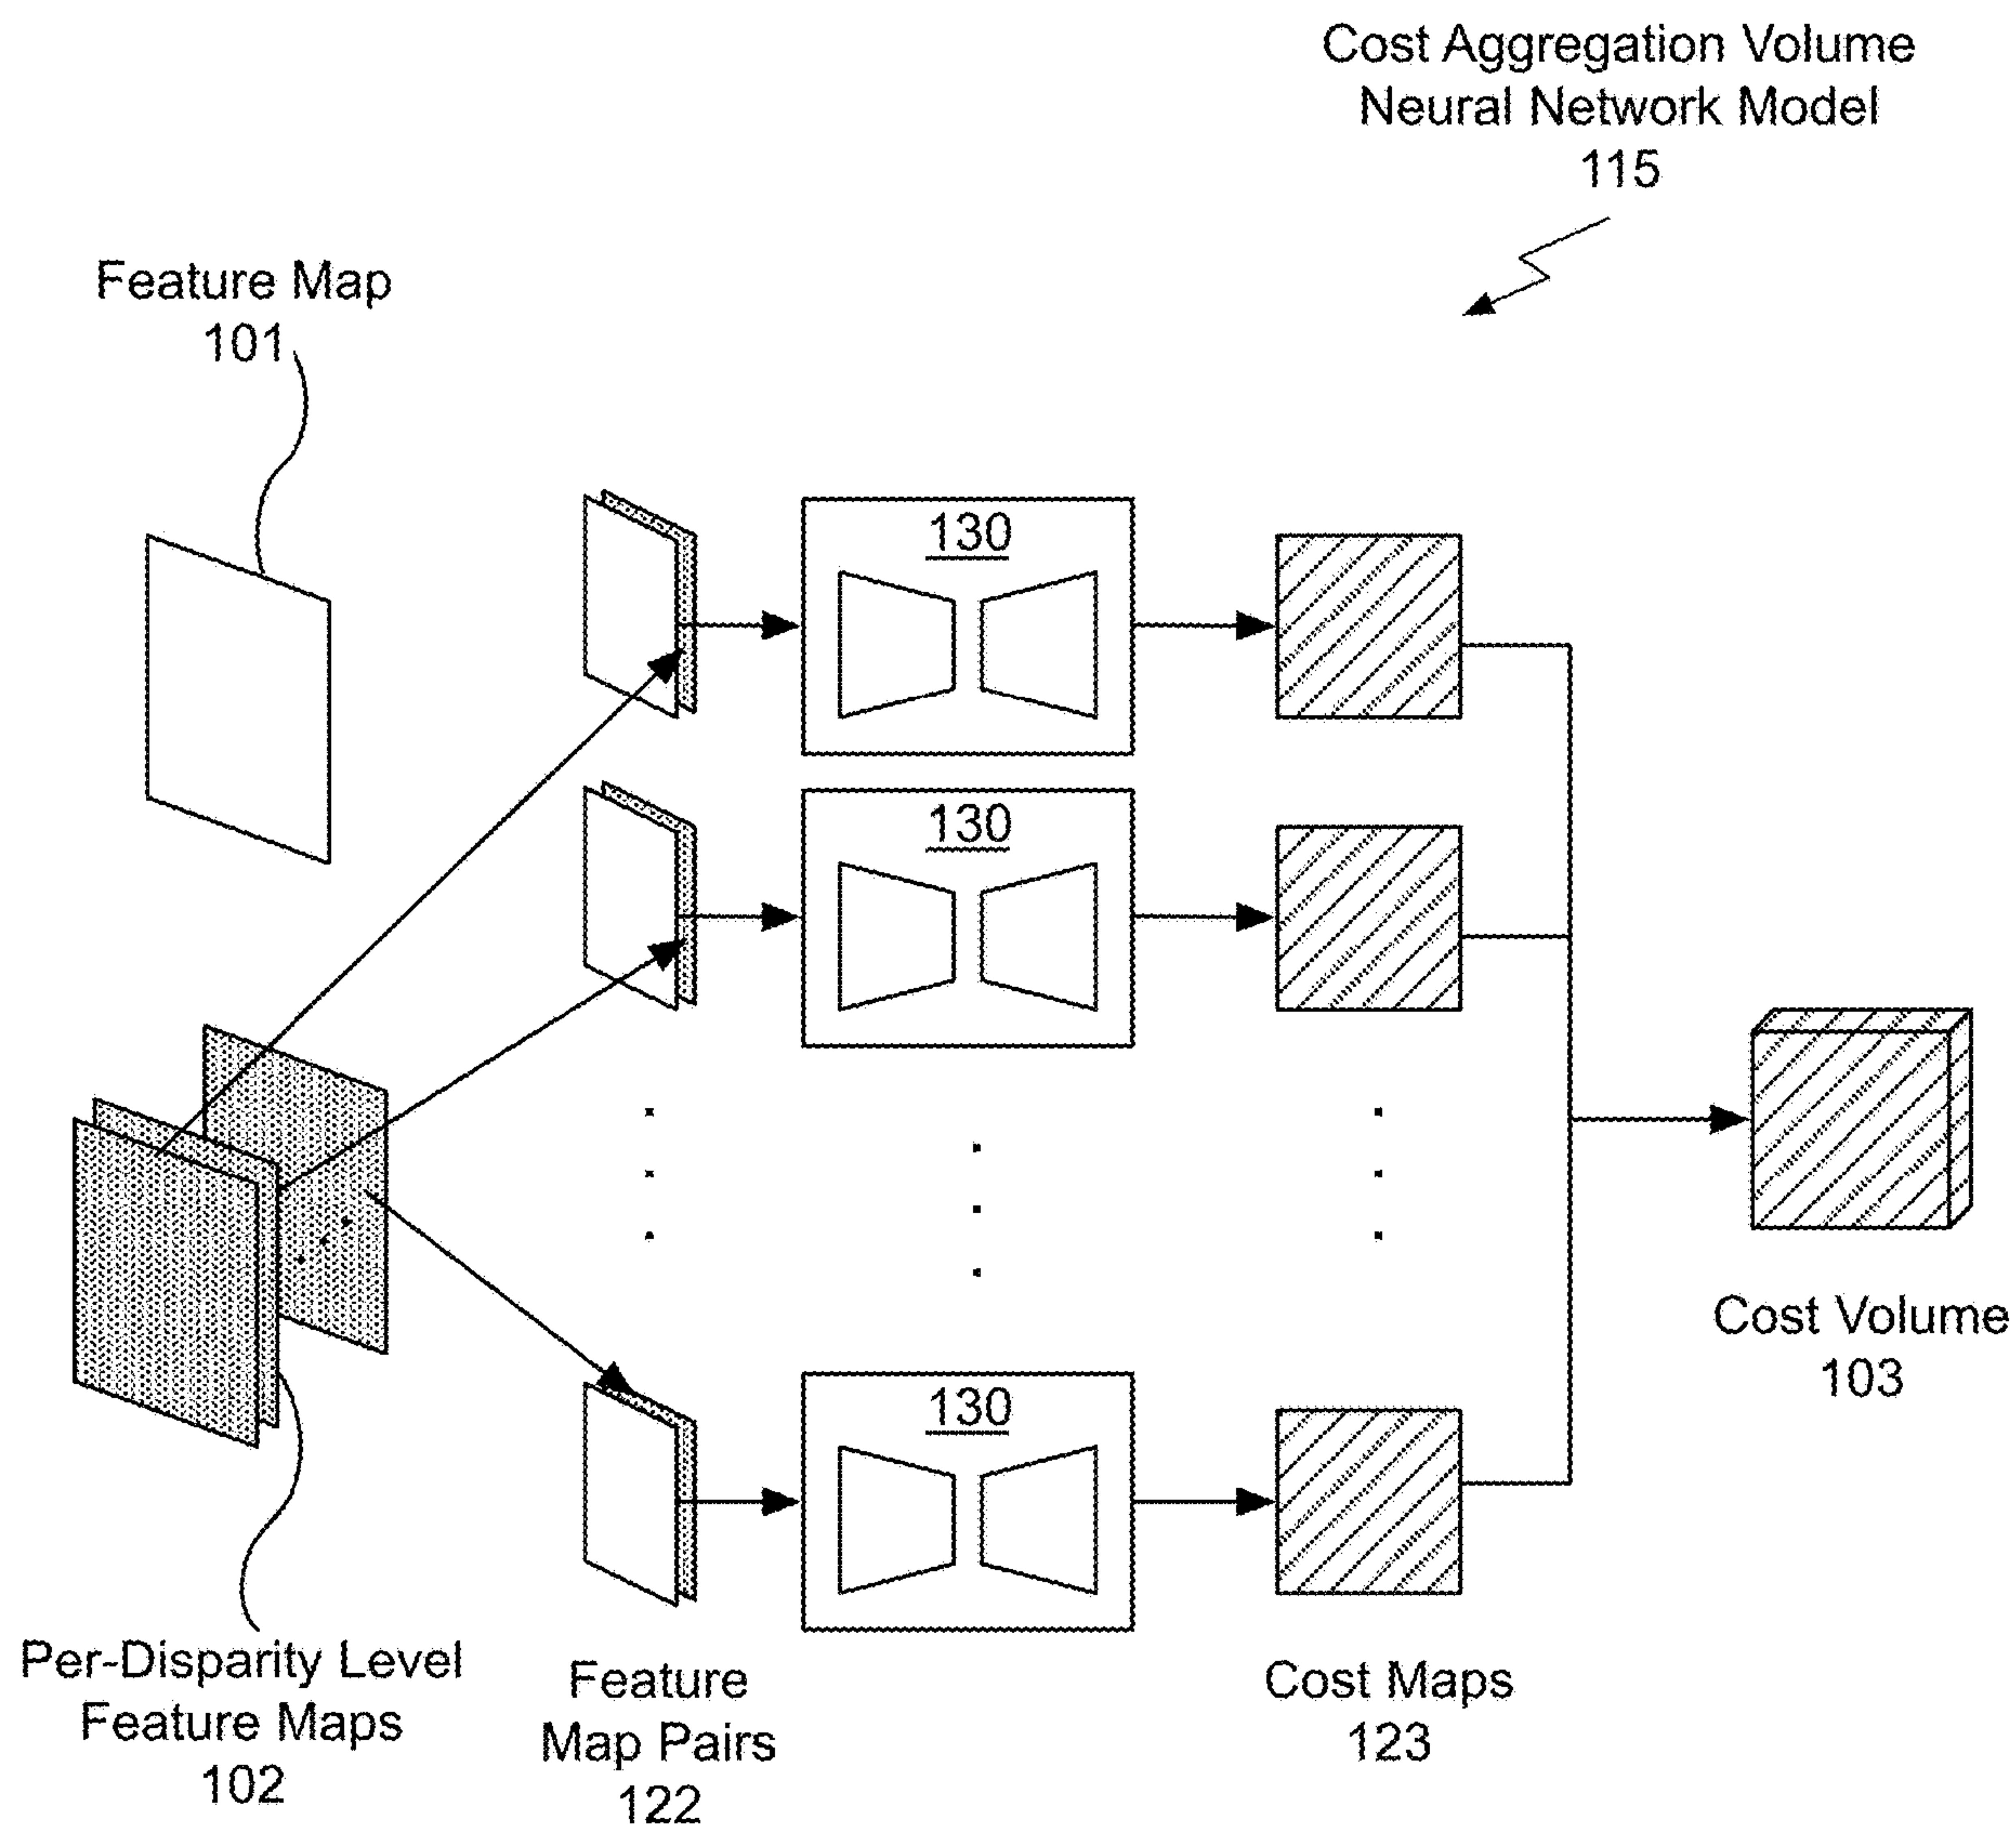 Cost Aggregation Volume
Neural Network Model
115
Feature Map
101
130
130
130
Cost Volume
103
Per-Disparity Level
Feature Maps
102
Feature
Map Pairs
122
Cost Maps
123